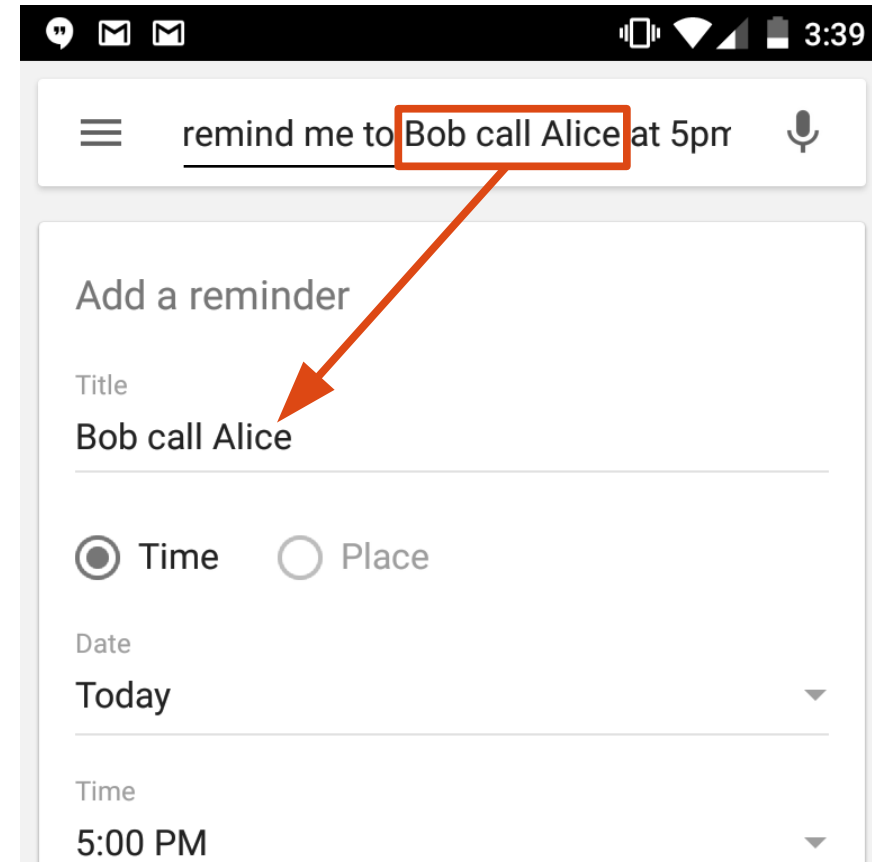 3:39
remind me to Bob call Alice at 5pm
Add a reminder
Title
Bob call Alice
Time Place
Date
Today
Time
5:00 PM